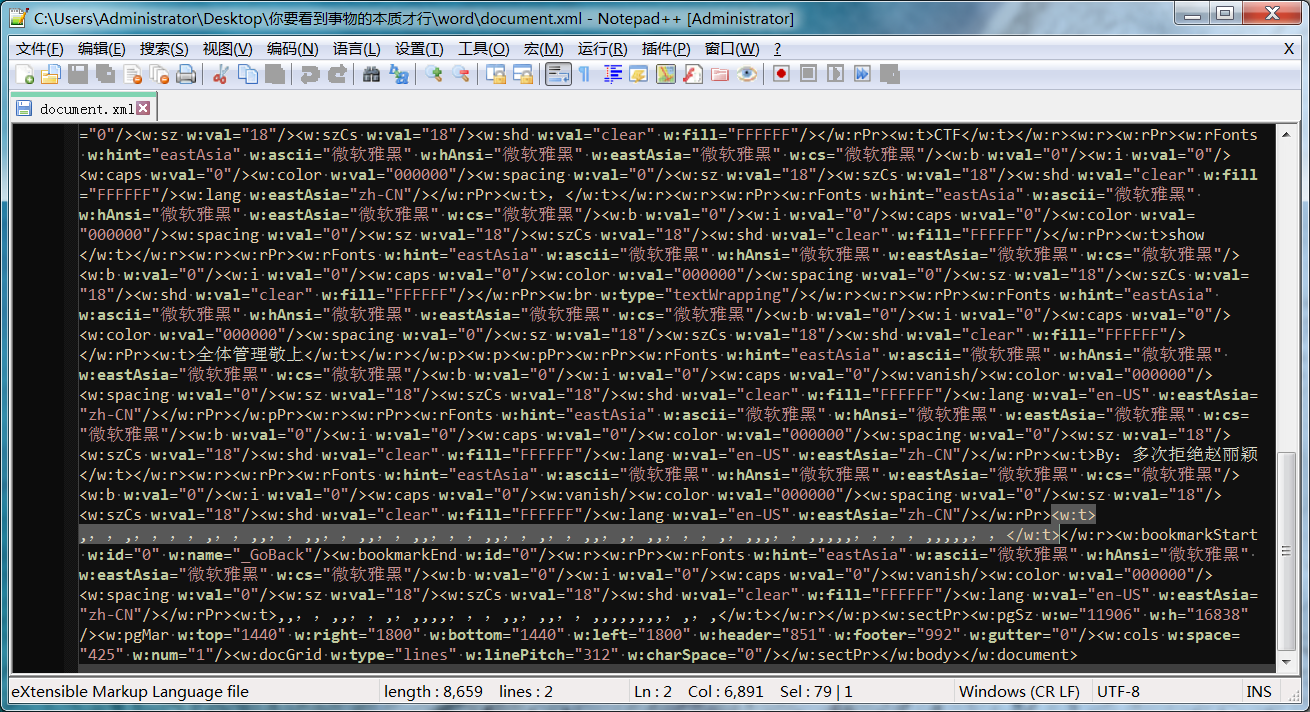 C:\Users\Administrator\Desktop\你要看到事物的本质才行\word\document.xml - Notepad++ [Administrator]
文件(F) 编辑(E) 搜索(S) 视图(V) 编码(N) 语言(L) 设置(T) 工具(O) 宏(M) 运行(R) 插件(P) 窗口(W) ? X
document.xml
="0"/><w:sz w:val="18"/><w:szCs w:val="18"/><w:shd w:val="clear" w:fill="FFFFFF"/></w:rPr><w:t>CTF</w:t></w:r><w:r><w:rPr><w:rFonts
w:hint="eastAsia" w:ascii="微软雅黑" w:hAnsi="微软雅黑" w:eastAsia="微软雅黑" w:cs="微软雅黑"/><w:b w:val="0"/><w:i w:val="0"/>
<w:caps w:val="0"/><w:color w:val="000000"/><w:spacing w:val="0"/><w:sz w:val="18"/><w:szCs w:val="18"/><w:shd w:val="clear" w:fill
="FFFFFF"/><w:lang w:eastAsia="zh-CN"/></w:rPr><w:t>，</w:t></w:r><w:r><w:rPr><w:rFonts w:hint="eastAsia" w:ascii="微软雅黑"
w:hAnsi="微软雅黑" w:eastAsia="微软雅黑" w:cs="微软雅黑"/><w:b w:val="0"/><w:i w:val="0"/><w:caps w:val="0"/><w:color w:val=
"000000"/><w:spacing w:val="0"/><w:sz w:val="18"/><w:szCs w:val="18"/><w:shd w:val="clear" w:fill="FFFFFF"/></w:rPr><w:t>show
</w:t></w:r><w:r><w:rPr><w:rFonts w:hint="eastAsia" w:ascii="微软雅黑" w:hAnsi="微软雅黑" w:eastAsia="微软雅黑" w:cs="微软雅黑"/>
<w:b w:val="0"/><w:i w:val="0"/><w:caps w:val="0"/><w:color w:val="000000"/><w:spacing w:val="0"/><w:sz w:val="18"/><w:szCs w:val=
"18"/><w:shd w:val="clear" w:fill="FFFFFF"/></w:rPr><w:br w:type="textWrapping"/></w:r><w:r><w:rPr><w:rFonts w:hint="eastAsia"
w:ascii="微软雅黑" w:hAnsi="微软雅黑" w:eastAsia="微软雅黑" w:cs="微软雅黑"/><w:b w:val="0"/><w:i w:val="0"/><w:caps w:val="0"/>
<w:color w:val="000000"/><w:spacing w:val="0"/><w:sz w:val="18"/><w:szCs w:val="18"/><w:shd w:val="clear" w:fill="FFFFFF"/>
</w:rPr><w:t>全体管理敬上</w:t></w:r></w:p><w:p><w:pPr><w:rPr><w:rFonts w:hint="eastAsia" w:ascii="微软雅黑" w:hAnsi="微软雅黑"
w:eastAsia="微软雅黑" w:cs="微软雅黑"/><w:b w:val="0"/><w:i w:val="0"/><w:caps w:val="0"/><w:vanish/><w:color w:val="000000"/>
<w:spacing w:val="0"/><w:sz w:val="18"/><w:szCs w:val="18"/><w:shd w:val="clear" w:fill="FFFFFF"/><w:lang w:val="en-US" w:eastAsia=
"zh-CN"/></w:rPr></w:pPr><w:r><w:rPr><w:rFonts w:hint="eastAsia" w:ascii="微软雅黑" w:hAnsi="微软雅黑" w:eastAsia="微软雅黑" w:cs=
"微软雅黑"/><w:b w:val="0"/><w:i w:val="0"/><w:caps w:val="0"/><w:color w:val="000000"/><w:spacing w:val="0"/><w:sz w:val="18"/>
<w:szCs w:val="18"/><w:shd w:val="clear" w:fill="FFFFFF"/><w:lang w:val="en-US" w:eastAsia="zh-CN"/></w:rPr><w:t>By：多次拒绝赵丽颖
</w:t></w:r><w:r><w:rPr><w:rFonts w:hint="eastAsia" w:ascii="微软雅黑" w:hAnsi="微软雅黑" w:eastAsia="微软雅黑" w:cs="微软雅黑"/>
<w:b w:val="0"/><w:i w:val="0"/><w:caps w:val="0"/><w:vanish/><w:color w:val="000000"/><w:spacing w:val="0"/><w:sz w:val="18"/>
<w:szCs w:val="18"/><w:shd w:val="clear" w:fill="FFFFFF"/><w:lang w:val="en-US" w:eastAsia="zh-CN"/></w:rPr><w:t>
</w:t></w:r><w:bookmarkStart
w:id="0" w:name="_GoBack"/><w:bookmarkEnd w:id="0"/><w:r><w:rPr><w:rFonts w:hint="eastAsia" w:ascii="微软雅黑" w:hAnsi="微软雅黑"
w:eastAsia="微软雅黑" w:cs="微软雅黑"/><w:b w:val="0"/><w:i w:val="0"/><w:caps w:val="0"/><w:vanish/><w:color w:val="000000"/>
<w:spacing w:val="0"/><w:sz w:val="18"/><w:szCs w:val="18"/><w:shd w:val="clear" w:fill="FFFFFF"/><w:lang w:val="en-US" w:eastAsia=
"zh-CN"/></w:rPr><w:t></w:t></w:r></w:p><w:sectPr><w:pgSz w:w="11906" w:h="16838"
/><w:pgMar w:top="1440" w:right="1800" w:bottom="1440" w:left="1800" w:header="851" w:footer="992" w:gutter="0"/><w:cols w:space=
"425" w:num="1"/><w:docGrid w:type="lines" w:linePitch="312" w:charSpace="0"/></w:sectPr></w:body></w:document>
eXtensible Markup Language file length : 8,659 lines : 2 Ln : 2 Col : 6,891 Sel : 79 | 1 Windows (CR LF) UTF-8 INS